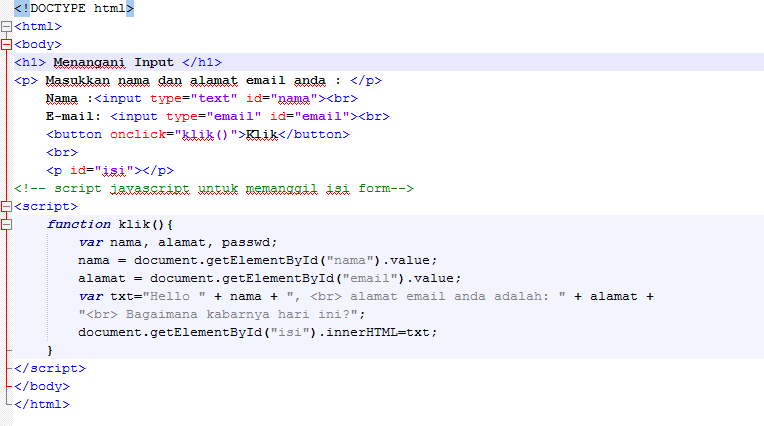 <!DOCTYPE html>
<html>
<body>
<h1> Menangani Input </h1>
<p> Masukkan nama dan alamat email anda : </p>
Nama :<input type="text" id="nama"><br>
E-mail: <input type="email" id="email"><br>
<button onclick="klik()">Klik</button>
<br>
<p id="isi"></p>
<!-- script javascript untuk memanggil isi form-->
<script>
function klik(){
var nama, alamat, passwd;
nama = document.getElementById("nama").value;
alamat = document.getElementById("email").value;
var txt="Hello " + nama + ", <br> alamat email anda adalah: " + alamat +
"<br> Bagaimana kabarnya hari ini?";
document.getElementById("isi").innerHTML=txt;
}
</script>
</body>
</html>